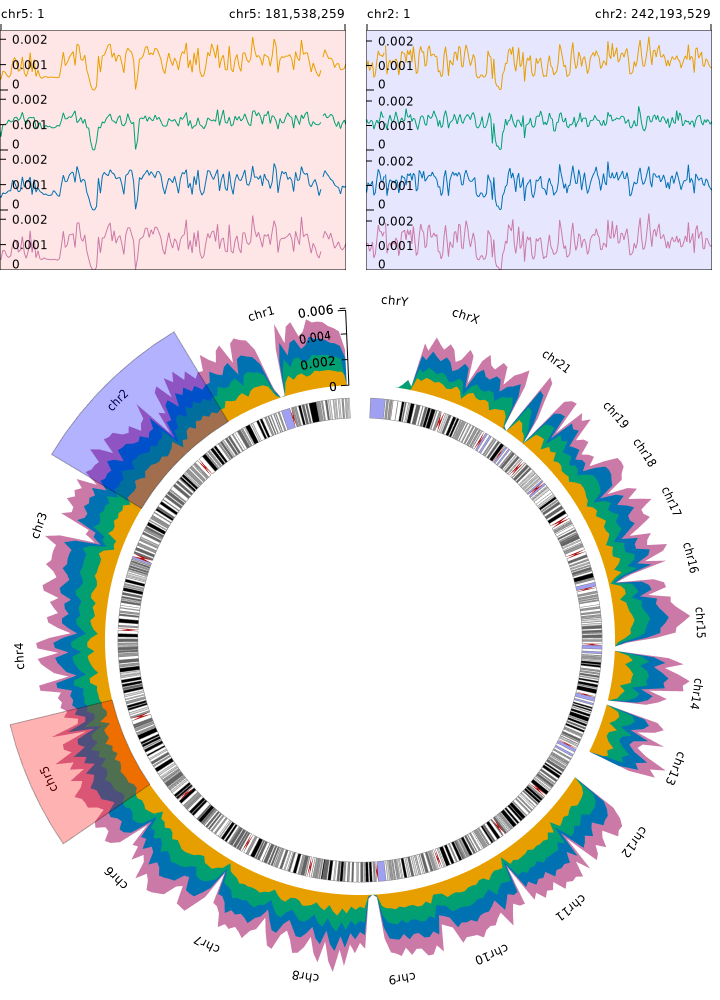 chr5: 1 chr5: 181,538,259 chr2: 1 chr2: 242,193,529
0.002 0.002
0.001 0.001
0 0
0.002 0.002
0.001 0.001
0 0
0.002 0.002
0.001 0.001
0 0
0.002 0.002
0.001 0.001
0 0
chrY
chr1
0.006
chrX
0.004
0.002
0
chr21
chr2
chr19
chr18
chr17
chr3
chr16
chr15
chr4
chr14
chr5
chr13
chr12
chr6
chr11
chr7
chr10
chr8
chr9